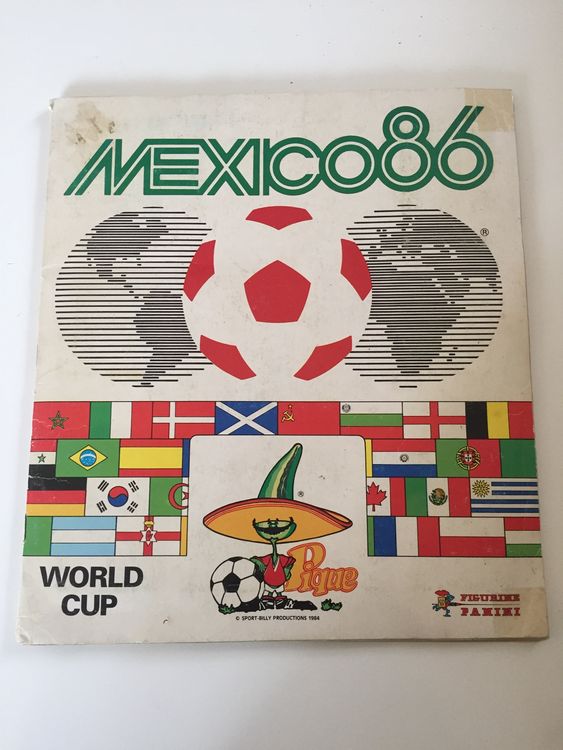 MEXICO86
®
®
Pique
WORLD
CUP
© SPORT-BILLY PRODUCTIONS 1984
FIGURINE
PANINI